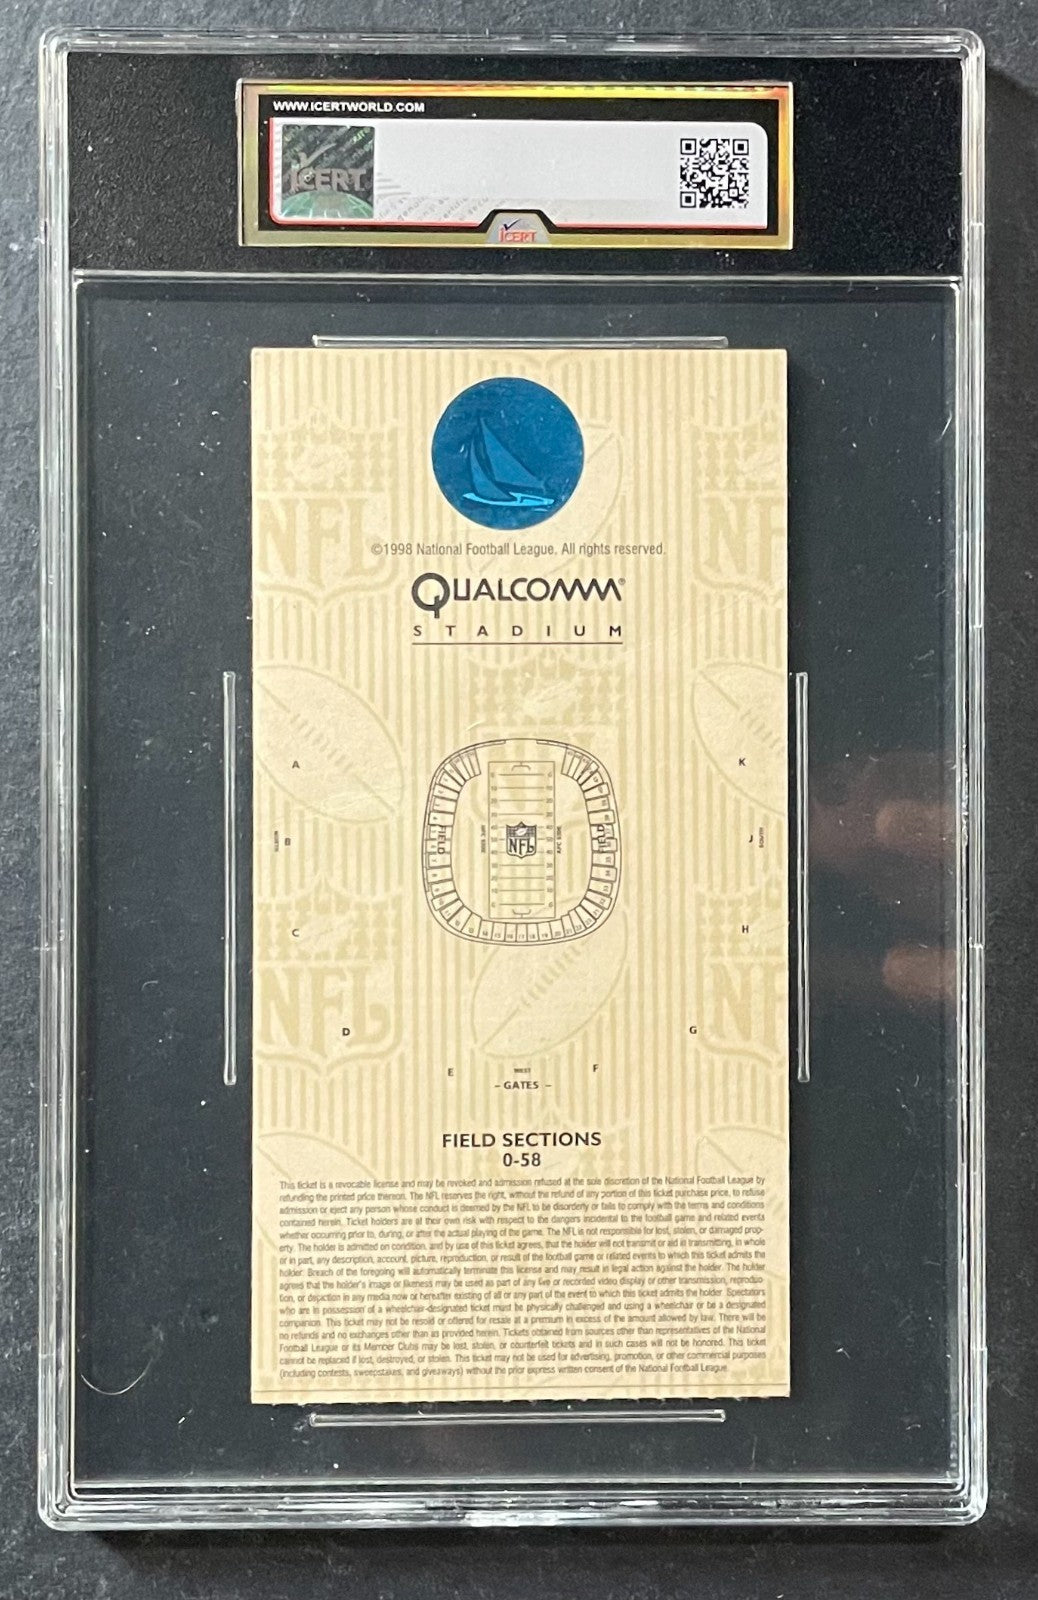 WWW.ICERTWORLD.COM
iCERT
iCERT
©1998 National Football League. All rights reserved.
QUALCOMM®
STADIUM
A
K
B
J
C
H
D
G
E
F
FIELD
FIELD
AFC SIDE
NFL
WEST
- GATES -
FIELD SECTIONS
0-58
This ticket is a revocable license and may be revoked and admission refused at the sole discretion of the National Football League by
refunding the printed price thereon. The NFL reserves the right, without the refund of any portion of this ticket purchase price, to refuse
admission or eject any person whose conduct is deemed by the NFL to be disorderly or fails to comply with the terms and conditions
contained herein. Ticket holders are at their own risk with respect to the dangers incidental to the football game and related events
whether occurring prior to, during, or after the actual playing of the game. The NFL is not responsible for lost, stolen, or damaged prop-
erty. The holder is admitted on condition, and by use of this ticket agrees, that the holder will not transmit or aid in transmitting, in whole
or in part, any description, account, picture, reproduction, or result of the football game or related events to which this ticket admits the
holder. Breach of the foregoing will automatically terminate this license and may result in legal action against the holder. The holder
agrees that the holder's image or likeness may be used as part of any live or recorded video display or other transmission, reproduc-
tion, or depiction in any media now or hereafter existing of all or any part of the event to which this ticket admits the holder. Spectators
who are in possession of a wheelchair-designated ticket must be physically challenged and using a wheelchair or be a designated
companion. This ticket may not be resold or offered for resale at a premium in excess of the amount allowed by law. There will be
no refunds and no exchanges other than as provided herein. Tickets obtained from sources other than representatives of the National
Football League or its Member Clubs may be lost, stolen, or counterfeit tickets and in such cases will not be honored. This ticket
cannot be replaced if lost, destroyed, or stolen. This ticket may not be used for advertising, promotion, or other commercial purposes
(including contests, sweepstakes, and giveaways) without the prior express written consent of the National Football League.